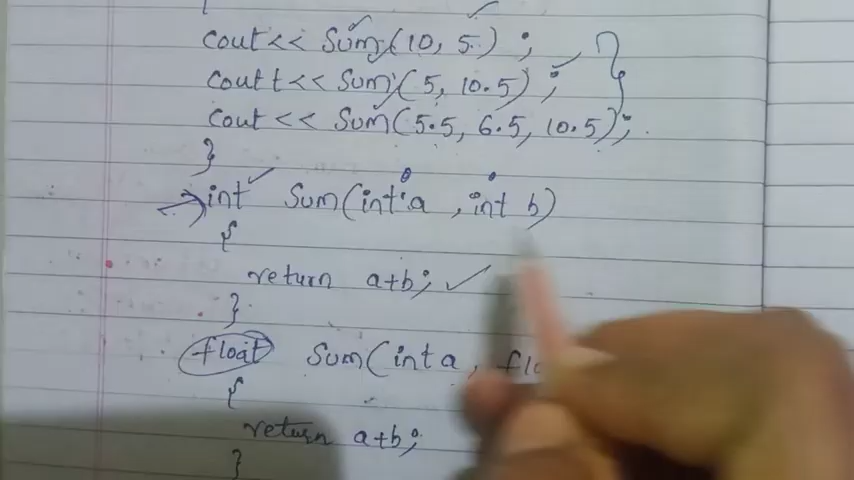 {
cout << Sum(10, 5);
cout << Sum(5, 10.5);
cout << Sum(5.5, 6.5, 10.5);
}
int Sum(int a, int b)
{
return a+b;
}
float Sum(int a, flo
{
return a+b;
}